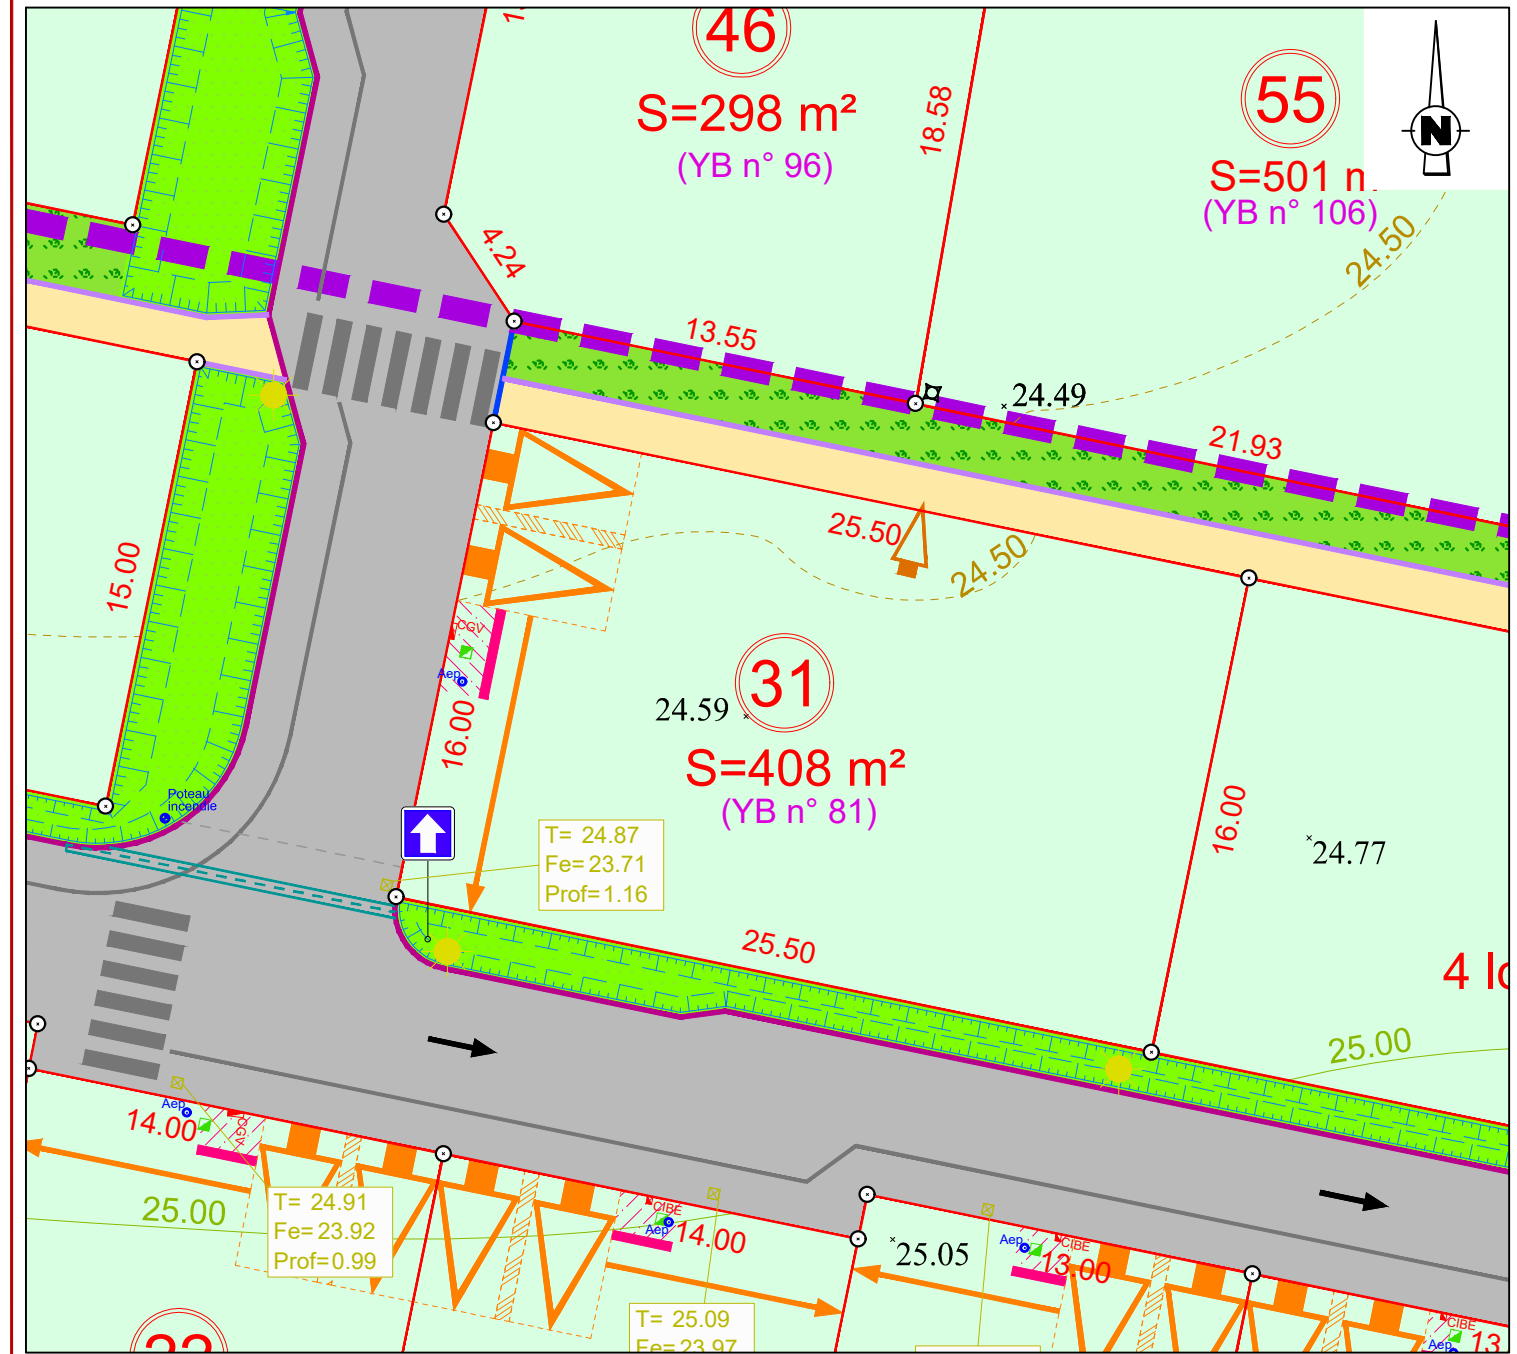 46
S=298 m²
(YB n° 96)
18.58
55
(YB n° 106)
N
24.50
4.24
13.55
24.49
21.93
25.50
24.50
15.00
CGV
Aep
16.00
31
24.59
S=408 m²
(YB n° 81)
Poteau
incendie
T= 24.87
Fe= 23.71
Prof= 1.16
16.00
24.77
25.50
25.00
14.00
Aep
CGV
25.00
T= 24.91
Fe= 23.92
Prof= 0.99
CIBE
Aep
14.00
T= 25.09
Fe= 23.97
25.05
Aep
CIBE
13.00
CIBE
Aep
13
S=501
4